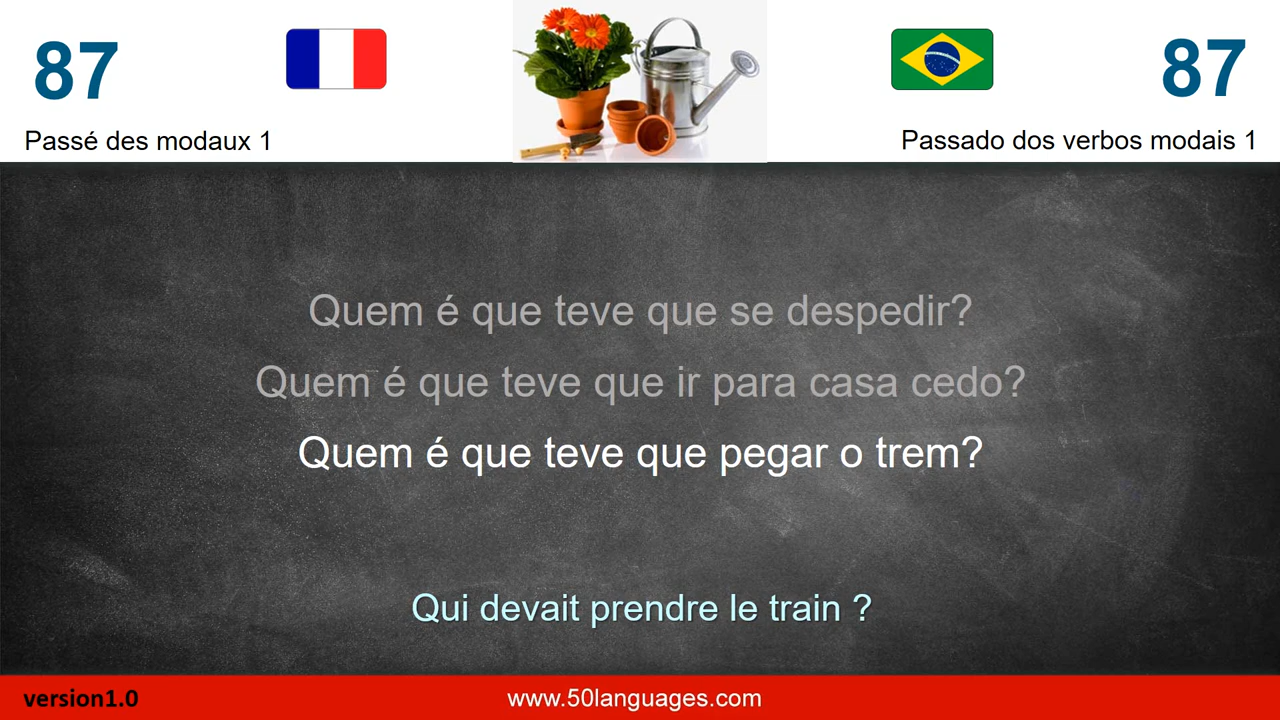 87
87
Passé des modaux 1
Passado dos verbos modais 1
Quem é que teve que se despedir?
Quem é que teve que ir para casa cedo?
Quem é que teve que pegar o trem?
Qui devait prendre le train ?
version1.0
www.50languages.com